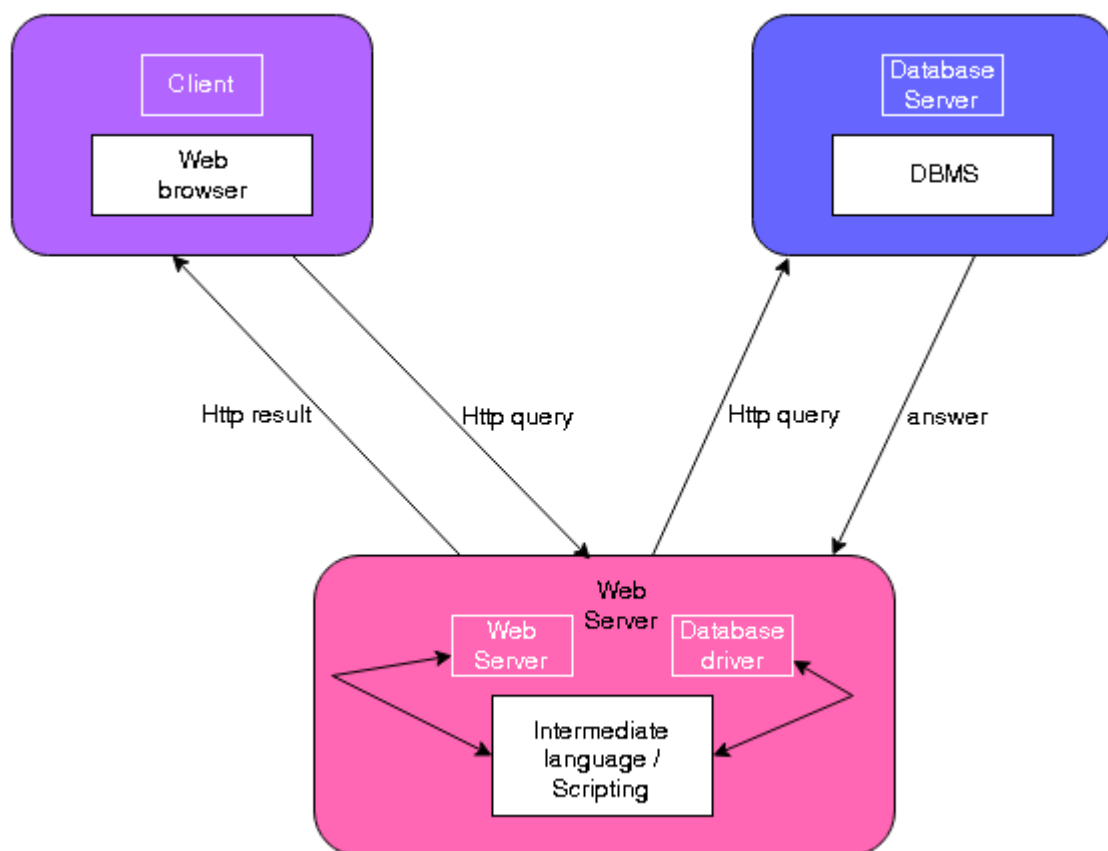 Client
Web
browser
Database
Server
DBMS
Http result
Http query
Http query
answer
Web
Server
Web
Server
Database
driver
Intermediate
language /
Scripting